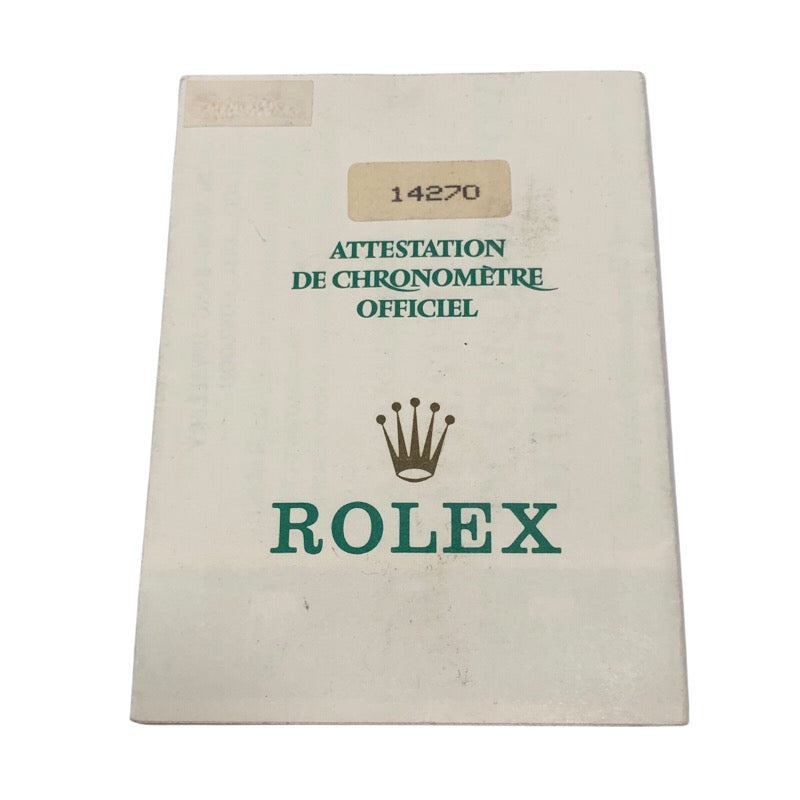 14270
ATTESTATION
DE CHRONOMÈTRE
OFFICIEL
ROLEX